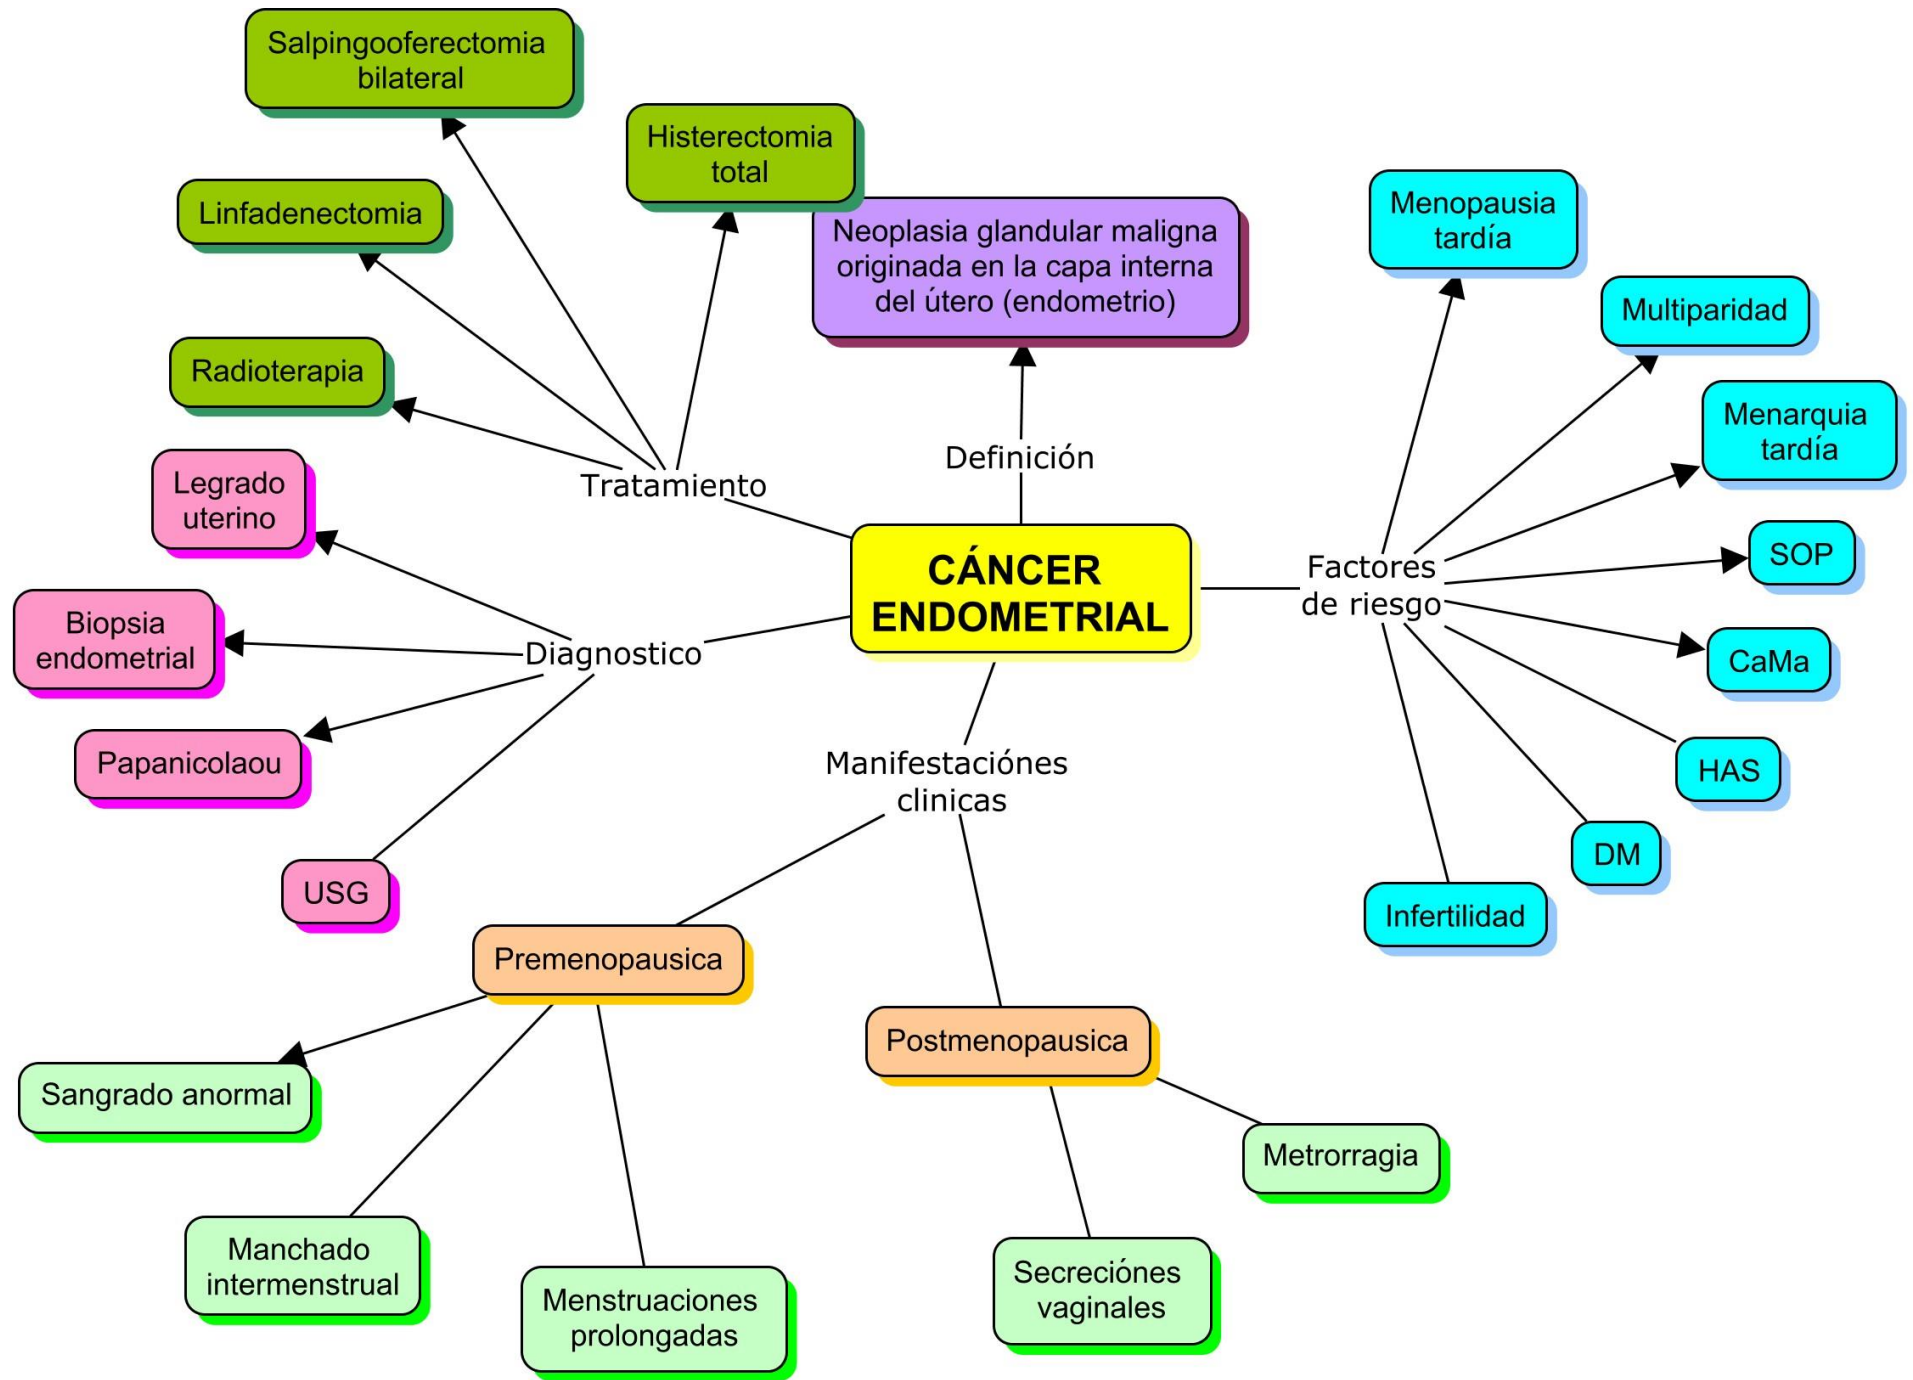 Salpingooferectomia
bilateral
Histerectomia
total
Linfadenectomia
Radioterapia
Tratamiento
Neoplasia glandular maligna
originada en la capa interna
del útero (endometrio)
Definición
Menopausia
tardía
Multiparidad
Menarquia
tardía
SOP
CaMa
HAS
DM
Infertilidad
Factores
de riesgo
CÁNCER
ENDOMETRIAL
Legrado
uterino
Biopsia
endometrial
Papanicolaou
USG
Diagnostico
Manifestaciónes
clinicas
Premenopausica
Sangrado anormal
Manchado
intermenstrual
Menstruaciones
prolongadas
Postmenopausica
Metrorragia
Secreciónes
vaginales